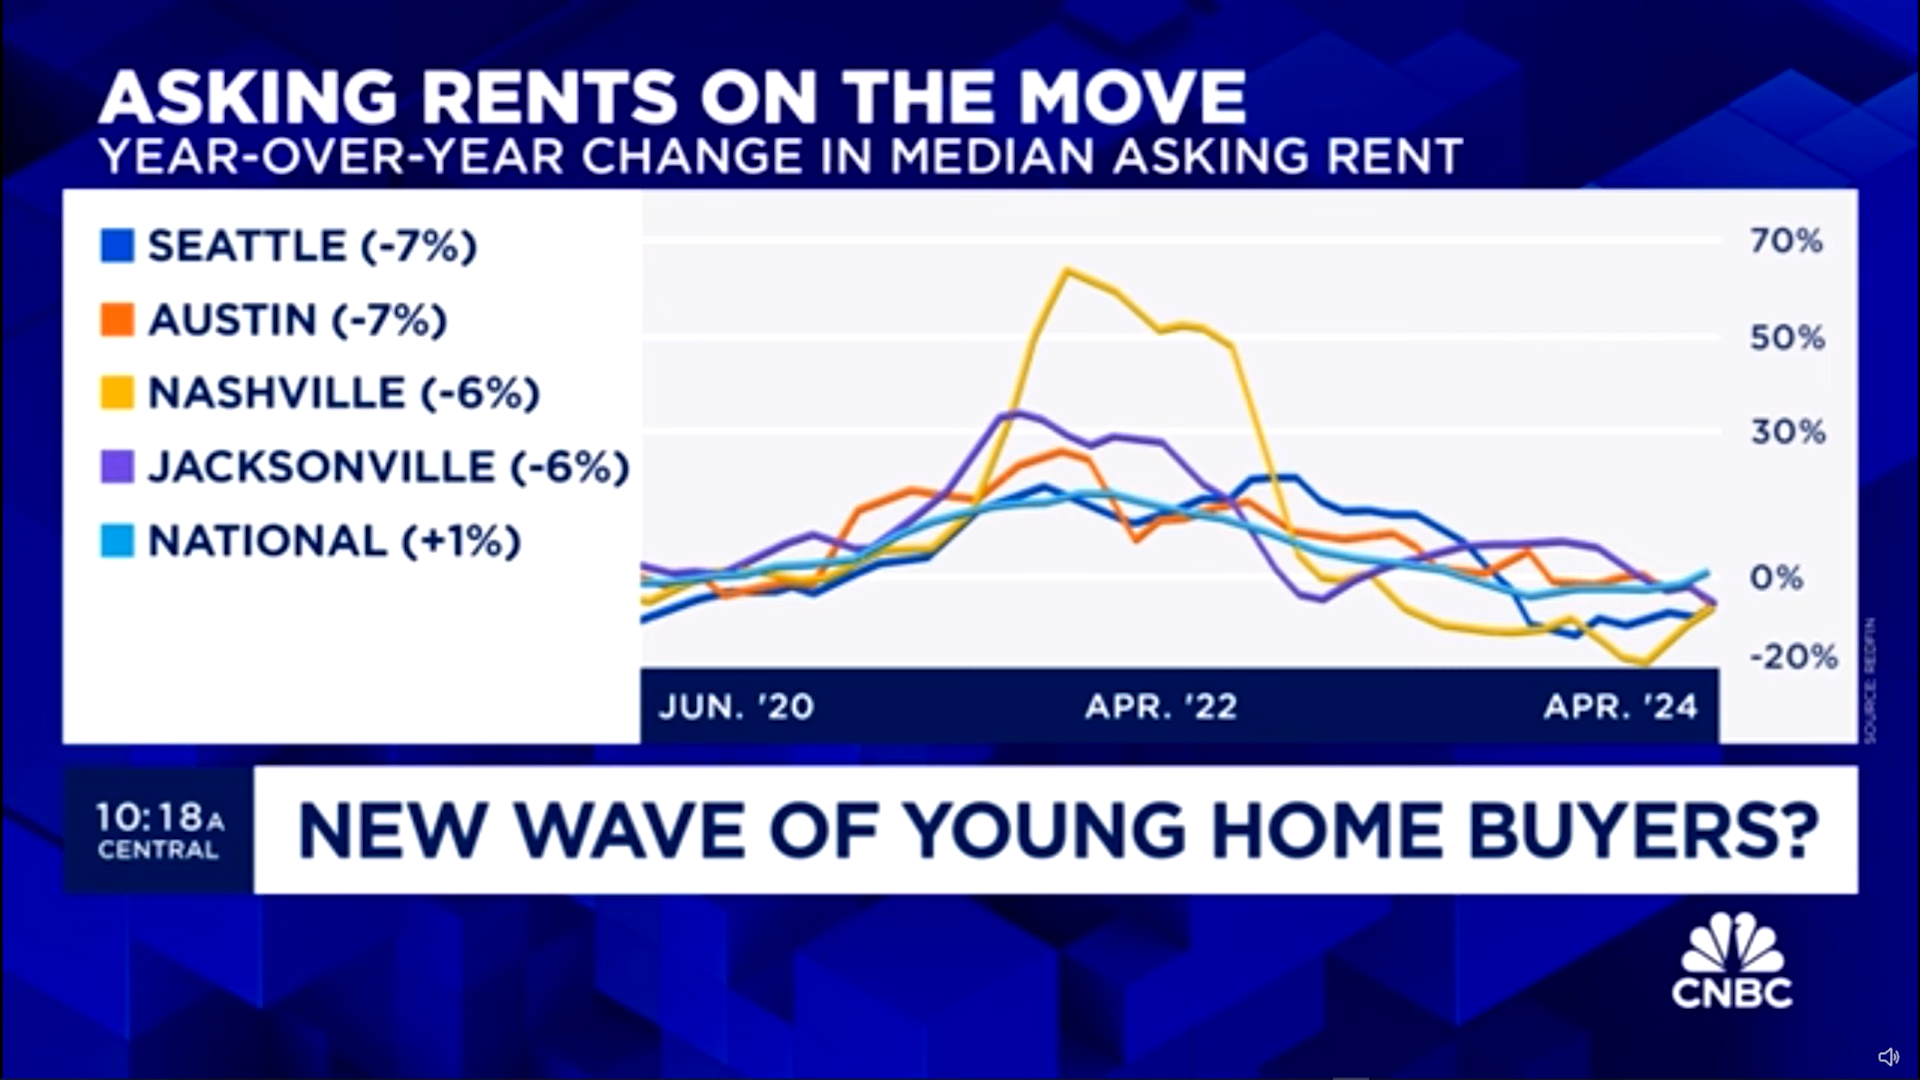 ASKING RENTS ON THE MOVE
YEAR-OVER-YEAR CHANGE IN MEDIAN ASKING RENT
SEATTLE (-7%)
AUSTIN (-7%)
NASHVILLE (-6%)
JACKSONVILLE (-6%)
NATIONAL (+1%)
70%
50%
30%
0%
-20%
JUN. '20
APR. '22
APR. '24
SOURCE: REDFIN
10:18A
CENTRAL
NEW WAVE OF YOUNG HOME BUYERS?
CNBC